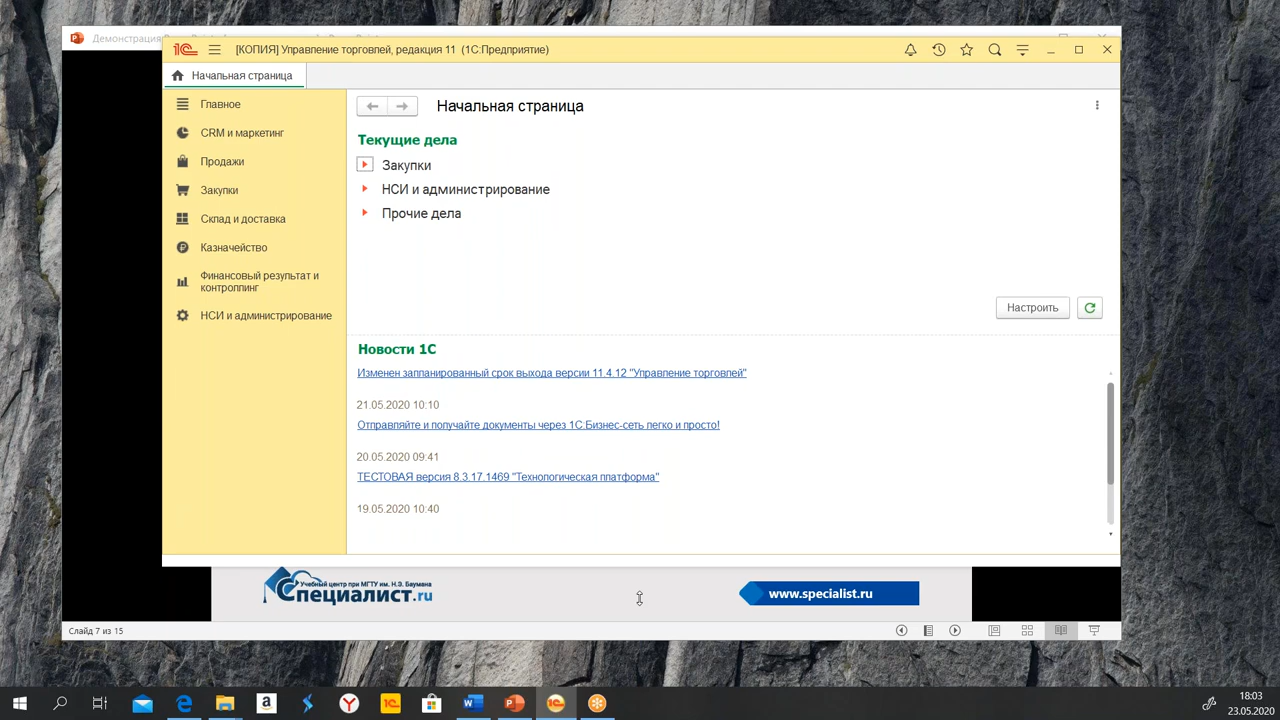 Демонстрация
[КОПИЯ] Управление торговлей, редакция 11 (1С:Предприятие)
Начальная страница
Главное
CRM и маркетинг
Продажи
Закупки
Склад и доставка
Казначейство
Финансовый результат и
контроллинг
НСИ и администрирование
Начальная страница
Текущие дела
Закупки
НСИ и администрирование
Прочие дела
Настроить
Новости 1С
Изменен запланированный срок выхода версии 11.4.12 "Управление торговлей"
21.05.2020 10:10
Отправляйте и получайте документы через 1С:Бизнес-сеть легко и просто!
20.05.2020 09:41
ТЕСТОВАЯ версия 8.3.17.1469 "Технологическая платформа"
19.05.2020 10:40
Учебный центр при МГТУ им. Н.Э. Баумана
Специалист.ru
www.specialist.ru
Слайд 7 из 15
18:03
23.05.2020